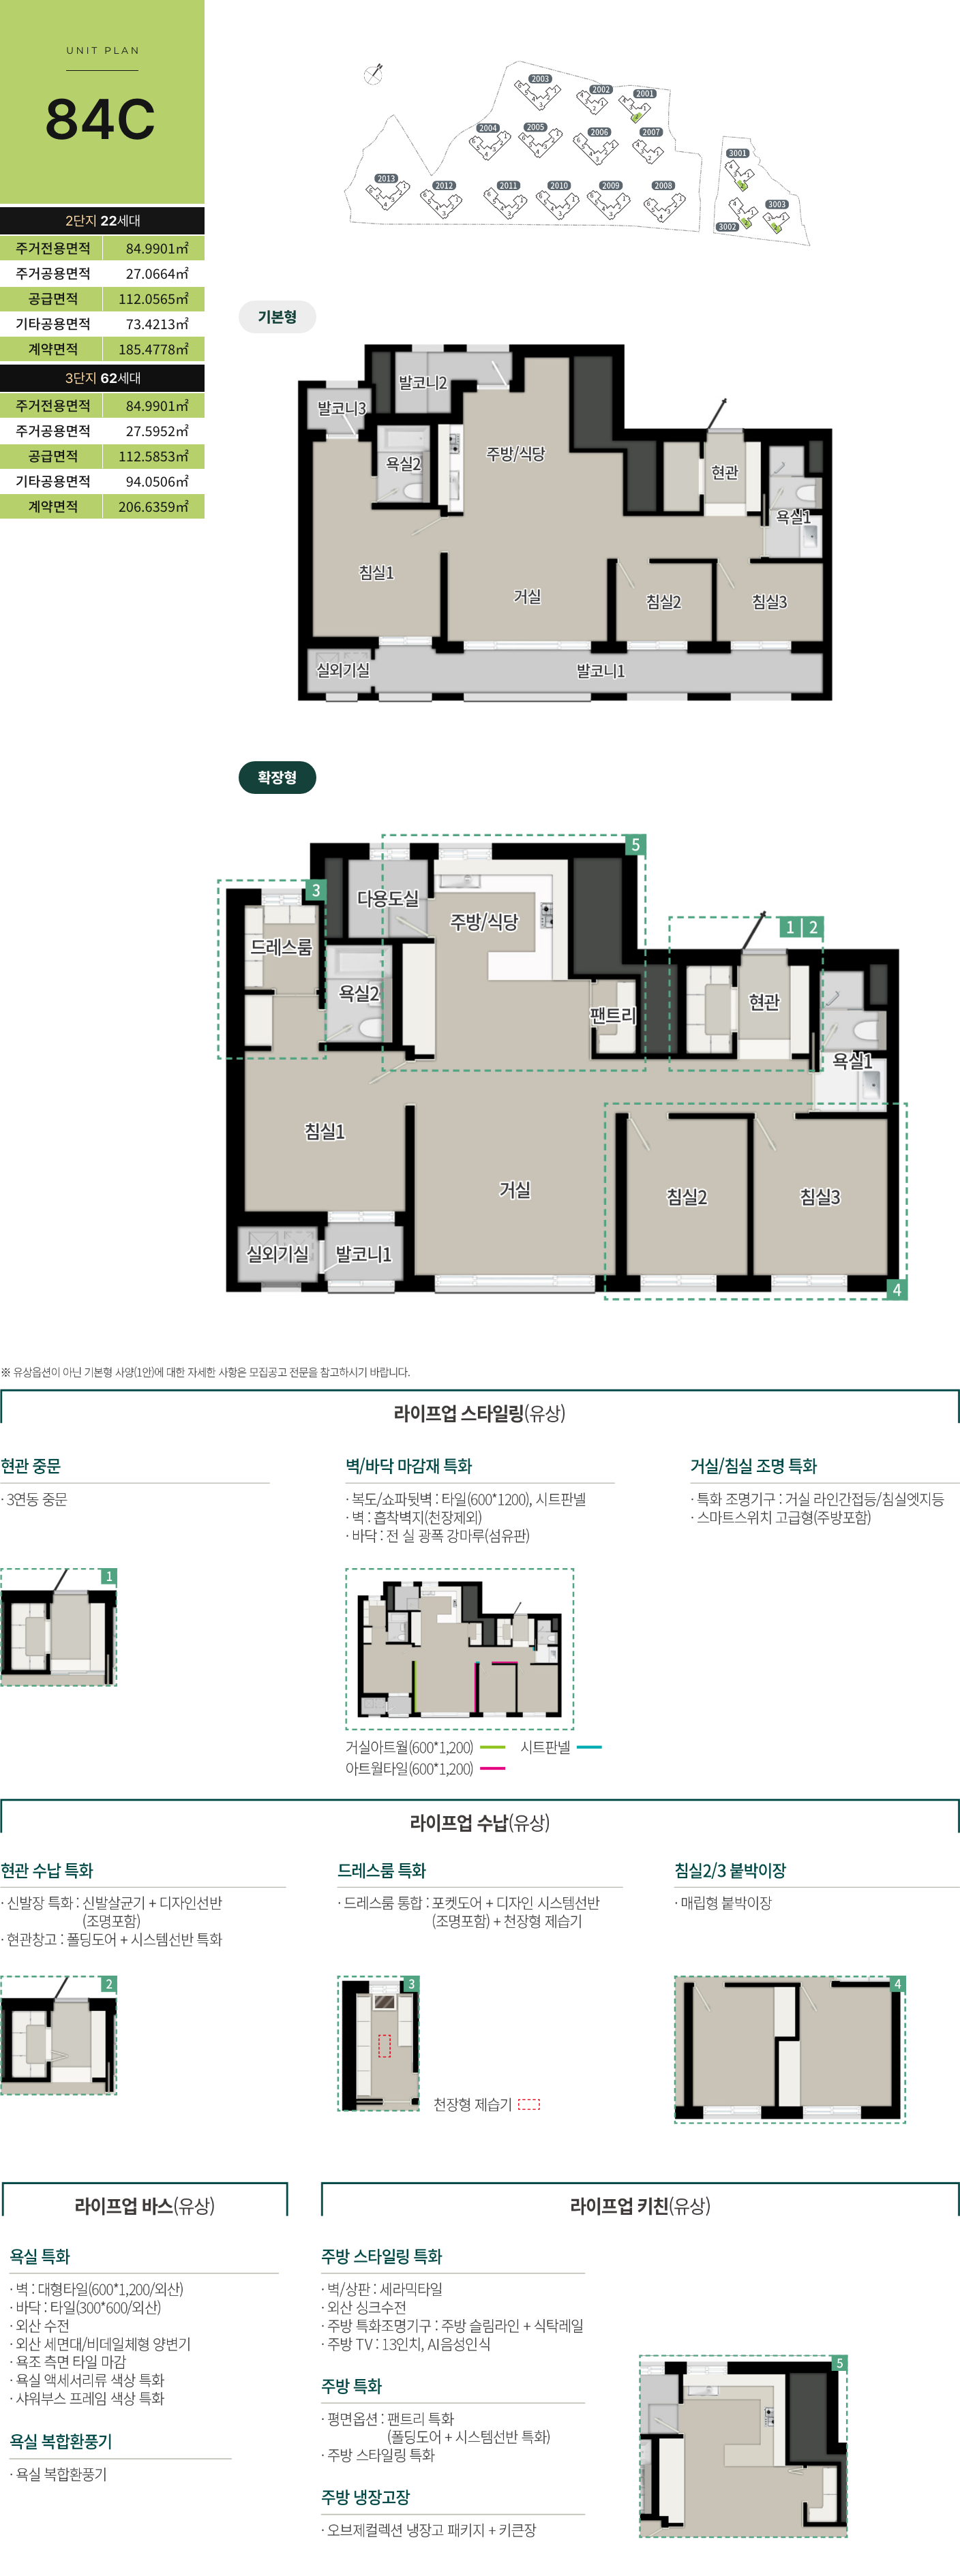 UNIT PLAN
84C
2단지 22세대
주거전용면적 84.9901㎡
주거공용면적 27.0664㎡
공급면적 112.0565㎡
기타공용면적 73.4213㎡
계약면적 185.4778㎡
3단지 62세대
주거전용면적 84.9901㎡
주거공용면적 27.5952㎡
공급면적 112.5853㎡
기타공용면적 94.0506㎡
계약면적 206.6359㎡
2003
2002
2001
2004
2005
2006
2007
3001
2013
2012
2011
2010
2009
2008
3003
3002
기본형
발코니2
발코니3
주방/식당
욕실2
현관
욕실1
침실1
거실
침실2
침실3
실외기실
발코니1
확장형
5
3
다용도실
주방/식당
1 | 2
드레스룸
욕실2
현관
팬트리
욕실1
침실1
거실
침실2
침실3
실외기실
발코니1
4
※ 유상옵션이 아닌 기본형 사양(1안)에 대한 자세한 사항은 모집공고 전문을 참고하시기 바랍니다.
라이프업 스타일링(유상)
현관 중문
· 3연동 중문
1
벽/바닥 마감재 특화
· 복도/쇼파뒷벽 : 타일(600*1200), 시트판넬
· 벽 : 흡착벽지(천장제외)
· 바닥 : 전 실 광폭 강마루(섬유판)
거실아트월(600*1,200) 시트판넬
아트월타일(600*1,200)
거실/침실 조명 특화
· 특화 조명기구 : 거실 라인간접등/침실엣지등
· 스마트스위치 고급형(주방포함)
라이프업 수납(유상)
현관 수납 특화
· 신발장 특화 : 신발살균기 + 디자인선반
(조명포함)
· 현관창고 : 폴딩도어 + 시스템선반 특화
2
드레스룸 특화
· 드레스룸 통합 : 포켓도어 + 디자인 시스템선반
(조명포함) + 천장형 제습기
3
천장형 제습기
침실2/3 붙박이장
· 매립형 붙박이장
4
라이프업 바스(유상)
욕실 특화
· 벽 : 대형타일(600*1,200/외산)
· 바닥 : 타일(300*600/외산)
· 외산 수전
· 외산 세면대/비데일체형 양변기
· 욕조 측면 타일 마감
· 욕실 액세서리류 색상 특화
· 샤워부스 프레임 색상 특화
욕실 복합환풍기
· 욕실 복합환풍기
라이프업 키친(유상)
주방 스타일링 특화
· 벽/상판 : 세라믹타일
· 외산 싱크수전
· 주방 특화조명기구 : 주방 슬림라인 + 식탁레일
· 주방 TV : 13인치, AI음성인식
주방 특화
· 평면옵션 : 팬트리 특화
(폴딩도어 + 시스템선반 특화)
· 주방 스타일링 특화
주방 냉장고장
· 오브제컬렉션 냉장고 패키지 + 키큰장
5